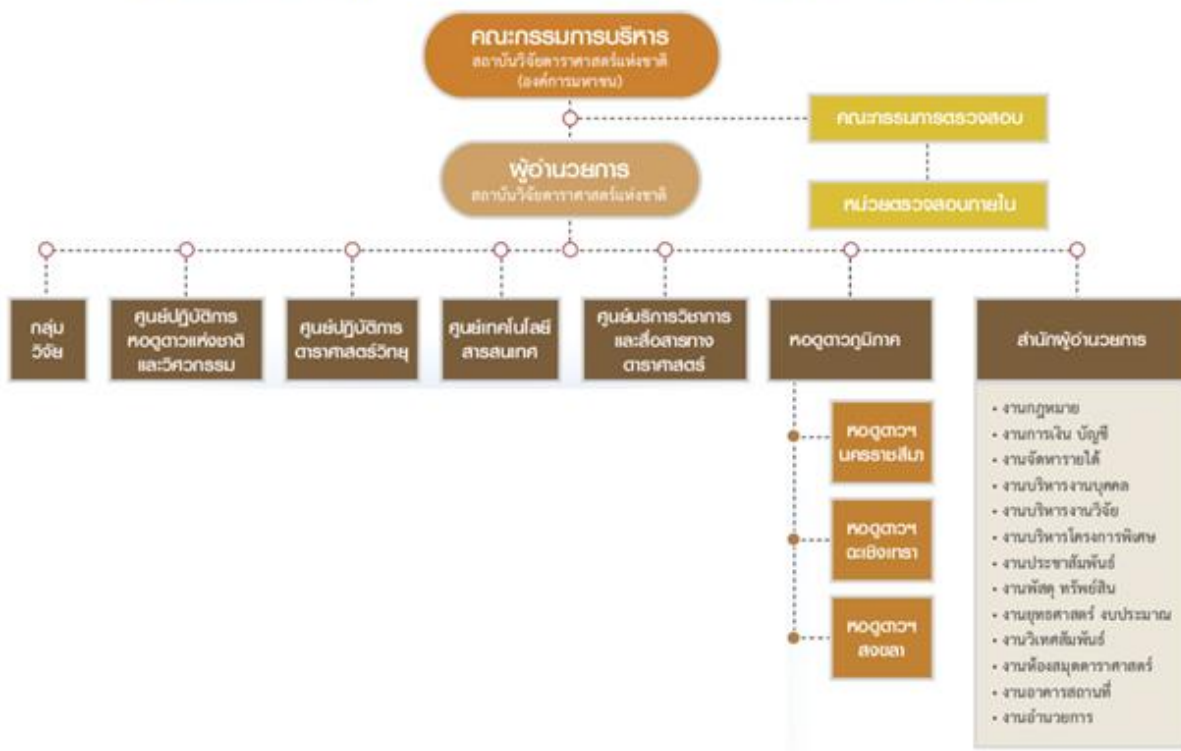 คณะกรรมการบริหาร
สถาบันวิจัยดาราศาสตร์แห่งชาติ
(องค์การมหาชน)
คณะกรรมการตรวจสอบ
ผู้อำนวยการ
สถาบันวิจัยดาราศาสตร์แห่งชาติ
หน่วยตรวจสอบภายใน
กลุ่ม
วิจัย
ศูนย์ปฏิบัติการ
หอดูดาวแห่งชาติ
และวิศวกรรม
ศูนย์ปฏิบัติการ
ดาราศาสตร์วิทยุ
ศูนย์เทคโนโลยี
สารสนเทศ
ศูนย์บริการวิชาการ
และสื่อสารทาง
ดาราศาสตร์
หอดูดาวภูมิภาค
สำนักผู้อำนวยการ
หอดูดาวฯ
นครราชสีมา
หอดูดาวฯ
ฉะเชิงเทรา
หอดูดาวฯ
สงขลา
• งานกฎหมาย
• งานการเงิน บัญชี
• งานจัดหารายได้
• งานบริหารงานบุคคล
• งานบริหารงานวิจัย
• งานบริหารโครงการพิเศษ
• งานประชาสัมพันธ์
• งานพัสดุ ทรัพย์สิน
• งานยุทธศาสตร์ งบประมาณ
• งานวิเทศสัมพันธ์
• งานห้องสมุดดาราศาสตร์
• งานอาคารสถานที่
• งานอำนวยการ